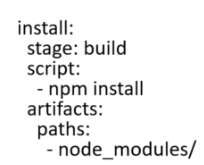 install:
  stage: build
  script:
    - npm install
  artifacts:
    paths:
      - node_modules/